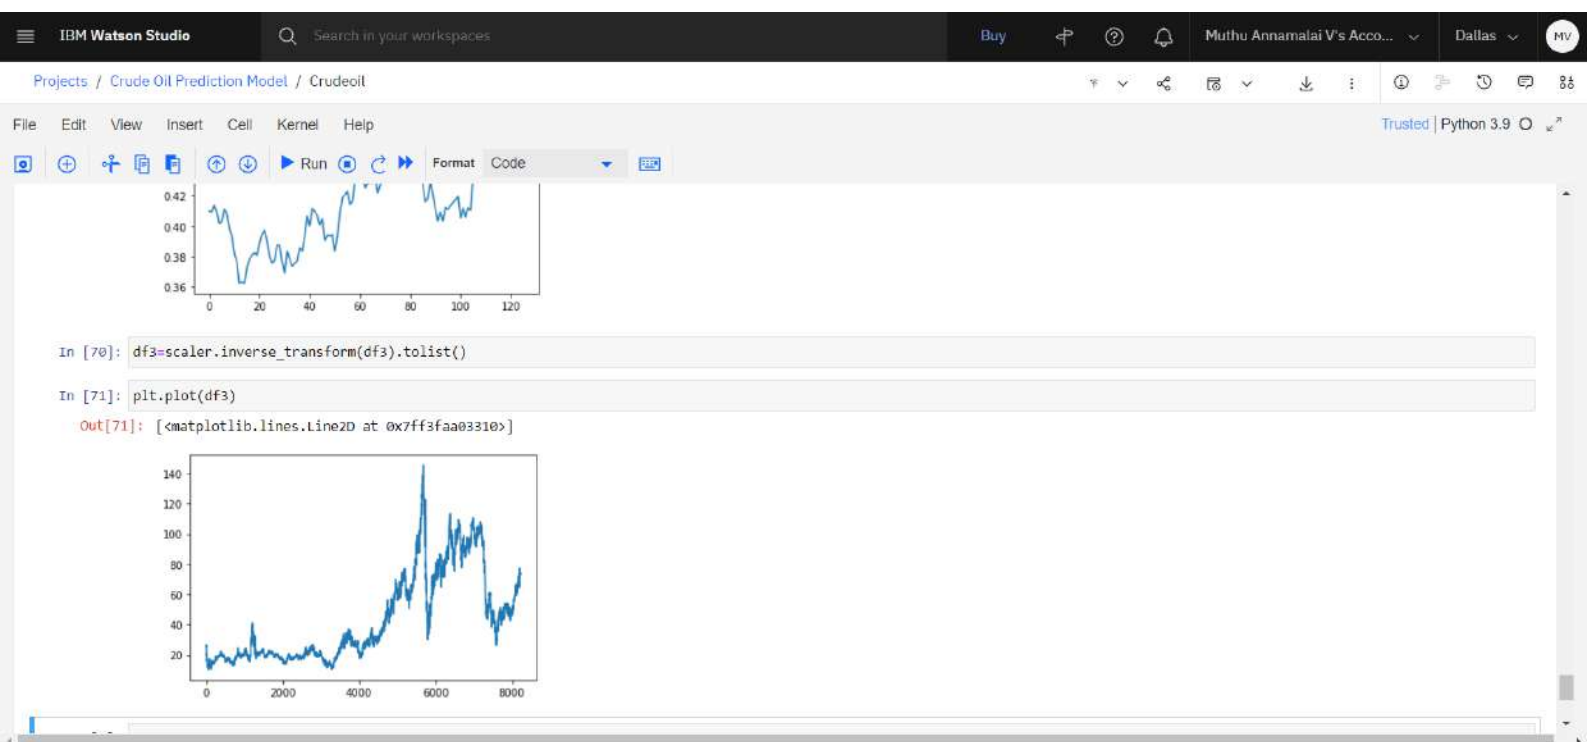 IBM Watson Studio Search in your workspaces Buy Muthu Annamalai V's Acco... Dallas MV
Projects / Crude Oil Prediction Model / Crudeoil
File Edit View Insert Cell Kernel Help Trusted | Python 3.9
Run Format Code
0.42
0.40
0.38
0.36
0 20 40 60 80 100 120
In [70]: df3=scaler.inverse_transform(df3).tolist()
In [71]: plt.plot(df3)
Out[71]: [<matplotlib.lines.Line2D at 0x7ff3faa03310>]
140
120
100
80
60
40
20
0 2000 4000 6000 8000